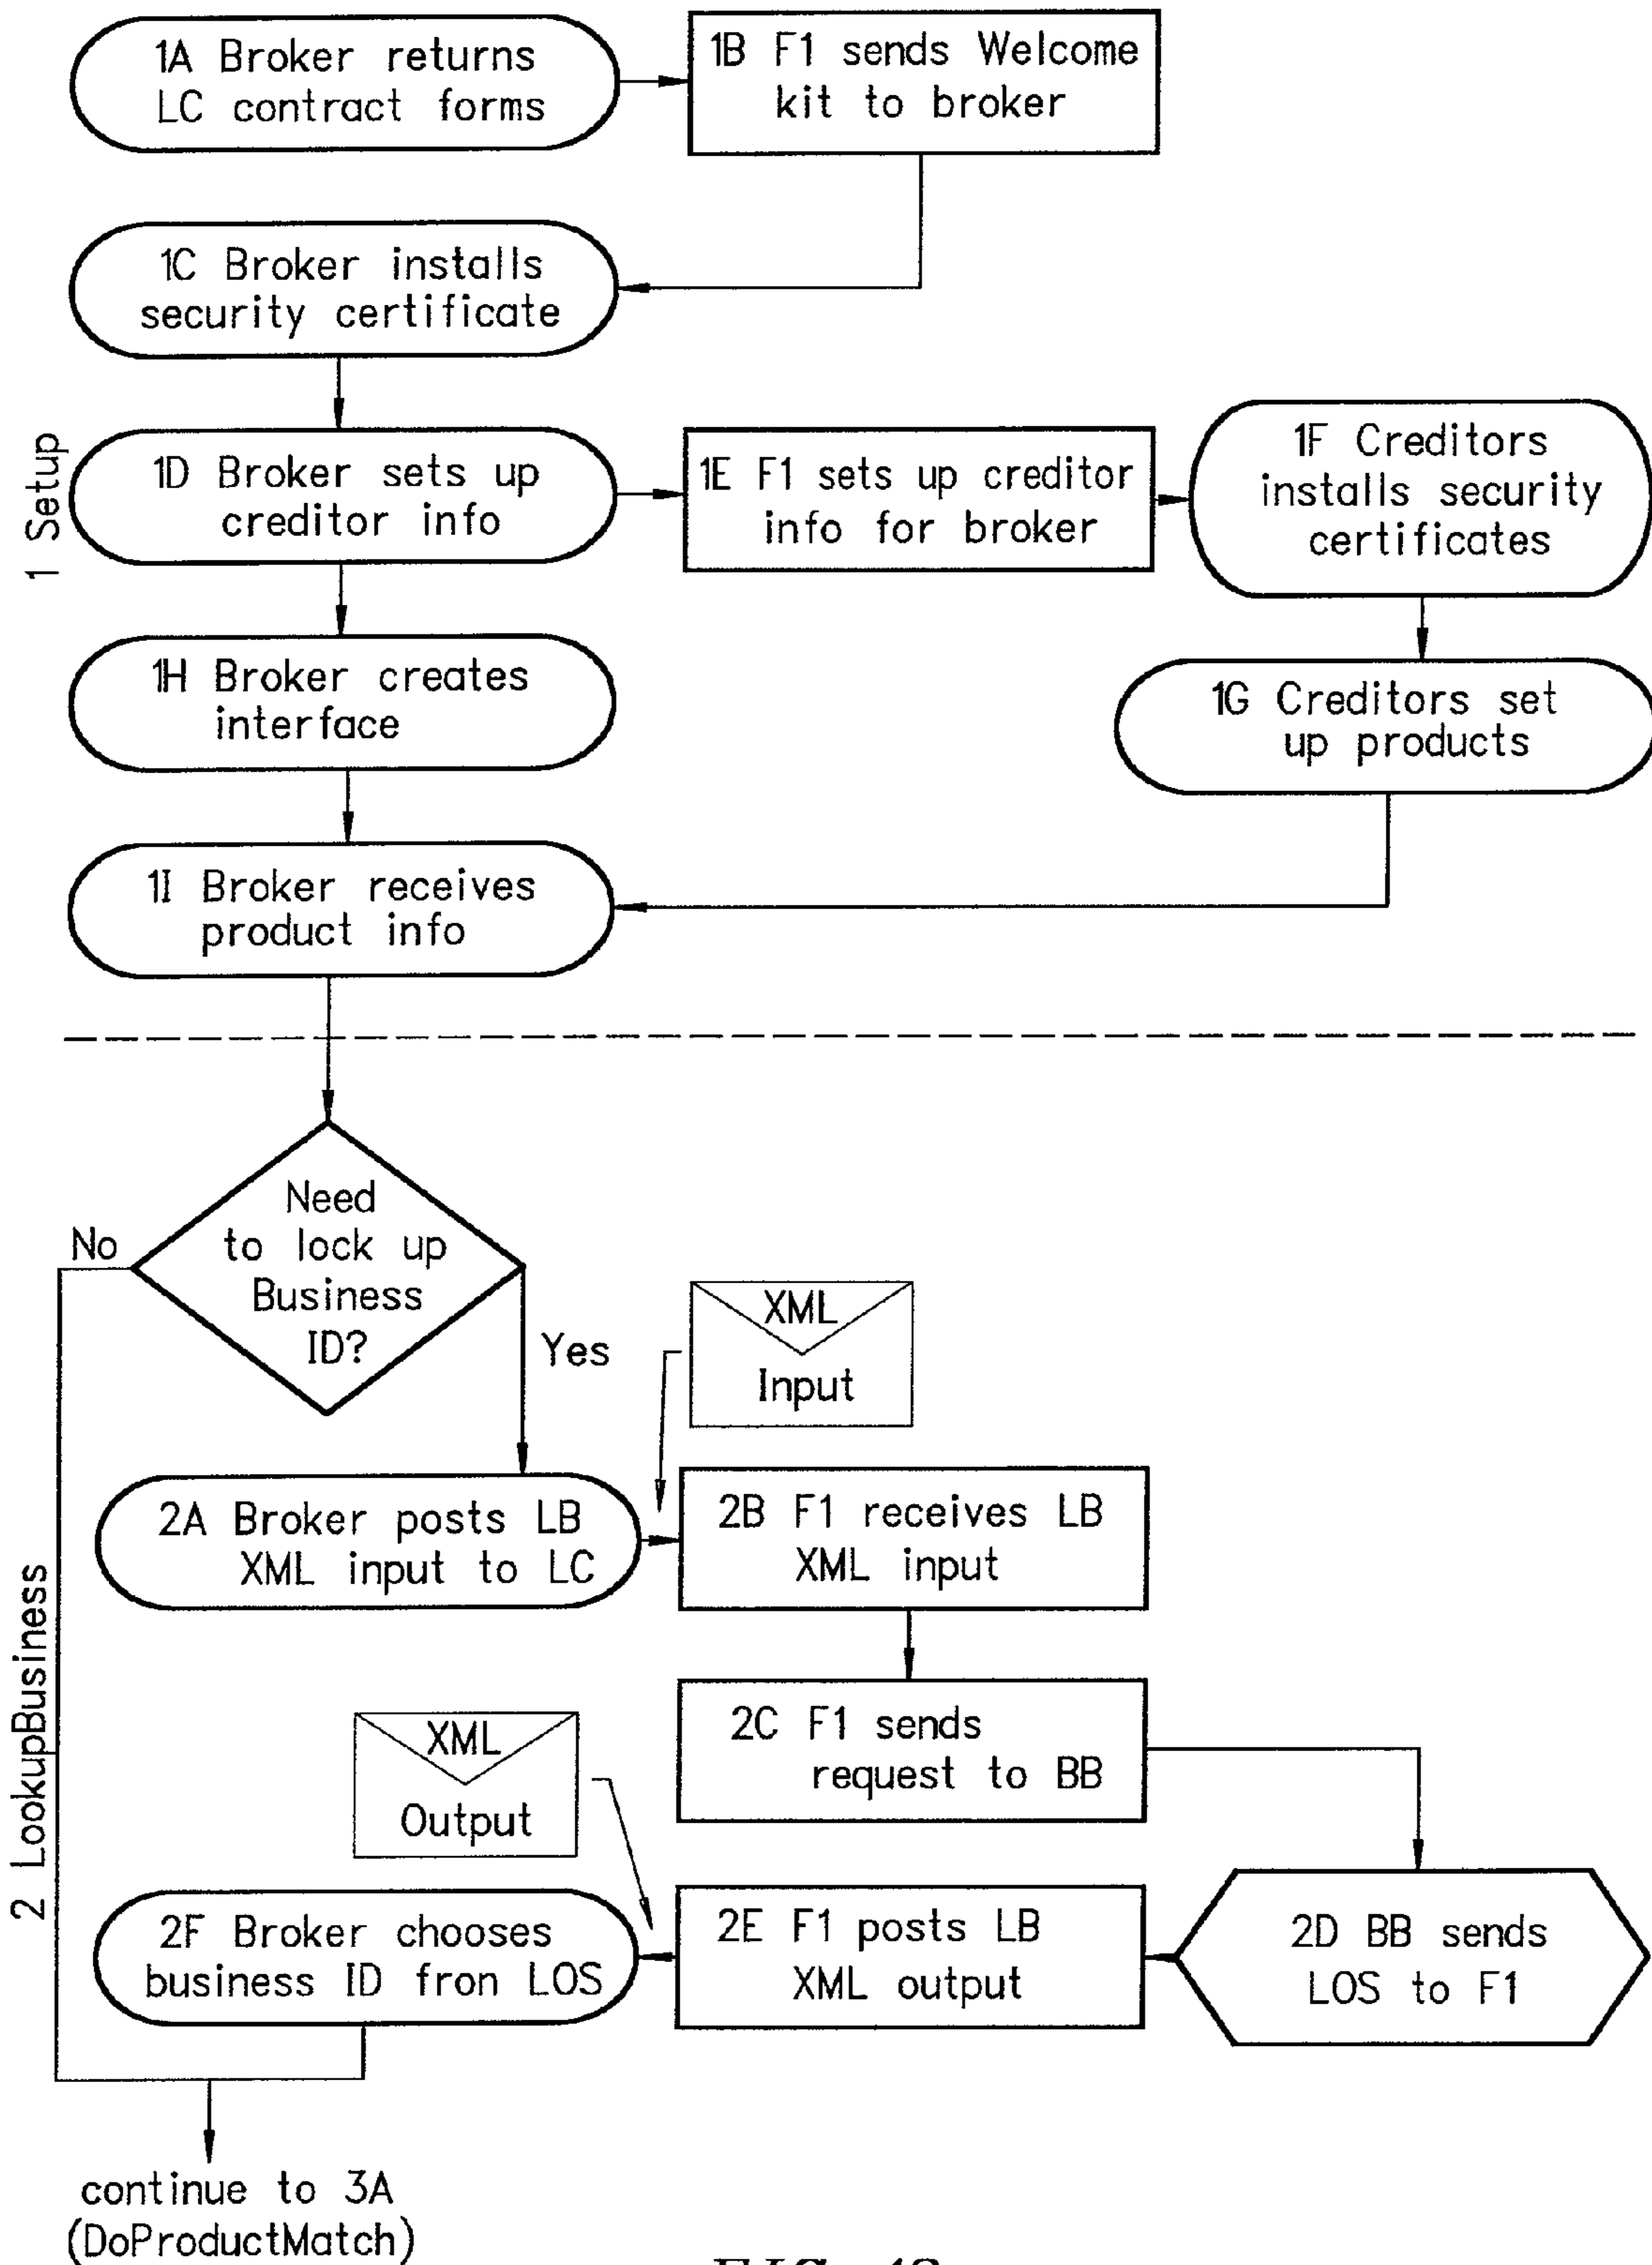 1A Broker returns
LC contract forms
1B F1 sends Welcome
kit to broker
1C Broker installs
security certificate
1 Setup
1D Broker sets up
creditor info
1E F1 sets up creditor
info for broker
1F Creditors
installs security
certificates
1H Broker creates
interface
1G Creditors set
up products
1I Broker receives
product info
Need
to lock up
Business
ID?
No
Yes
XML
Input
2 LookupBusiness
2A Broker posts LB
XML input to LC
2B F1 receives LB
XML input
2C F1 sends
request to BB
XML
Output
2D BB sends
LOS to F1
2E F1 posts LB
XML output
2F Broker chooses
business ID fron LOS
continue to 3A
(DoProductMatch)